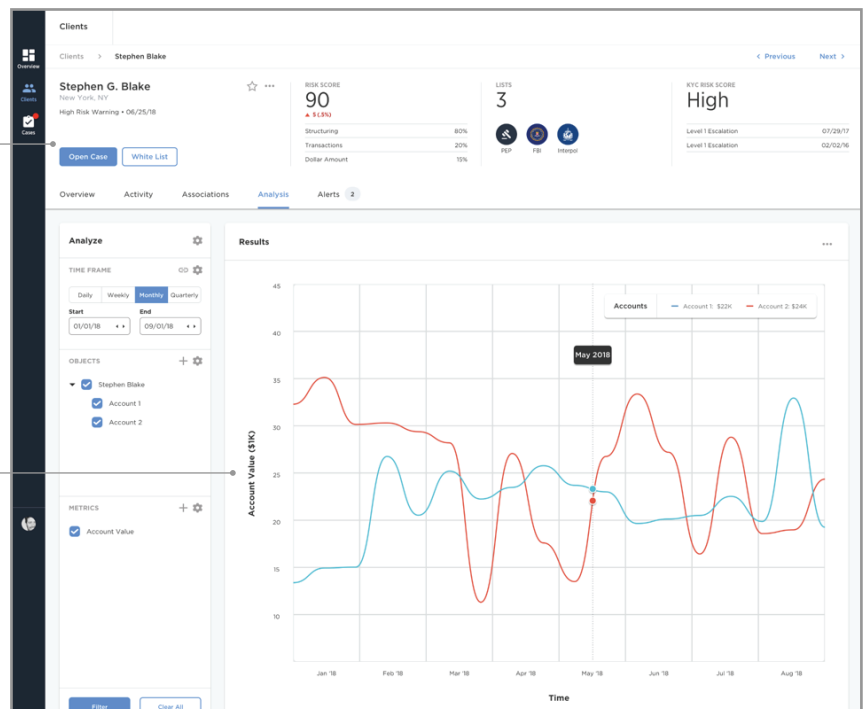 Clients
Clients > Stephen Blake
< Previous Next >
Overview
Clients
Cases
Stephen G. Blake
New York, NY
High Risk Warning • 06/25/18
Open Case
White List
RISK SCORE
90
▲ 5 (.5%)
Structuring 80%
Transactions 20%
Dollar Amount 15%
LISTS
3
PEP FBI Interpol
KYC RISK SCORE
High
Level 1 Escalation 07/29/17
Level 1 Escalation 02/02/16
Overview Activity Associations Analysis Alerts 2
Analyze
TIME FRAME
Daily Weekly Monthly Quarterly
Start End
01/01/18 09/01/18
OBJECTS
Stephen Blake
Account 1
Account 2
METRICS
Account Value
Filter Clear All
Results
Accounts Account 1: $22K Account 2: $24K
May 2018
Account Value ($1K)
45
40
35
30
25
20
15
10
Jan '18 Feb '18 Mar '18 Apr '18 May '18 Jun '18 Jul '18 Aug '18
Time